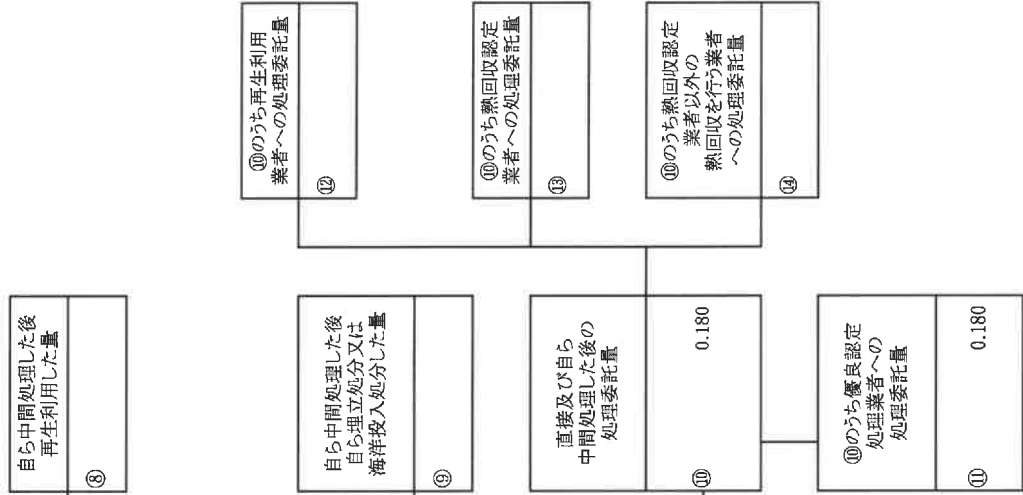 自ら中間処理した後
再生利用した量
⑧
自ら中間処理した後
自ら埋立処分又は
海洋投入処分した量
⑨
直接及び自ら
中間処理した後の
処理委託量
⑩
0.180
⑩のうち優良認定
処理業者への
処理委託量
⑪
0.180
⑩のうち再生利用
業者への処理委託量
⑫
⑩のうち熱回収認定
業者への処理委託量
⑬
⑩のうち熱回収認定
業者以外の
熱回収を行う業者
への処理委託量
⑭